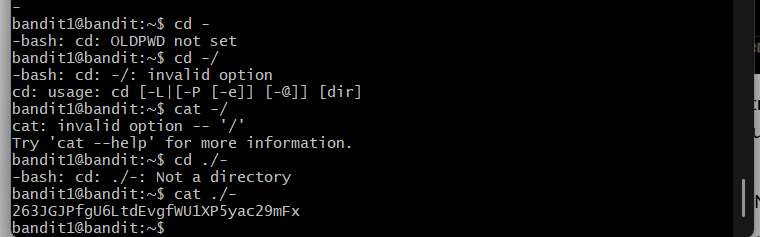 -
bandit1@bandit:~$ cd -
-bash: cd: OLDPWD not set
bandit1@bandit:~$ cd -/
-bash: cd: -/: invalid option
cd: usage: cd [-L|[-P [-e]] [-@]] [dir]
bandit1@bandit:~$ cat -/
cat: invalid option -- '/'
Try 'cat --help' for more information.
bandit1@bandit:~$ cd ./-
-bash: cd: ./-: Not a directory
bandit1@bandit:~$ cat ./-
263JGJPfgU6LtdEvgfWU1XP5yac29mFx
bandit1@bandit:~$